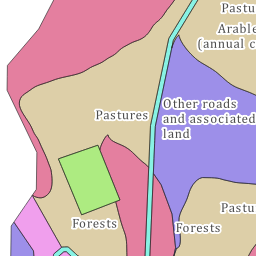 Pastu
Arable
(annual c
Pastures
Other roads
and associated
land
Pastu
Forests
Forests